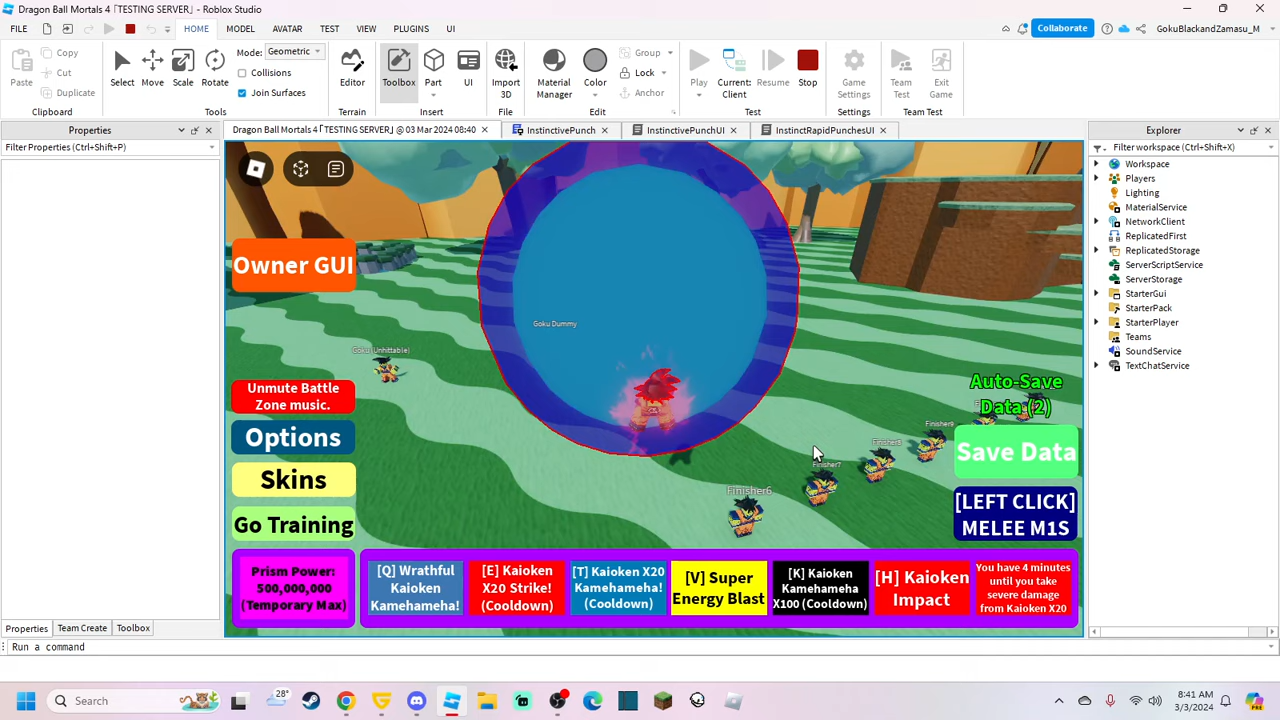 Dragon Ball Mortals 4「TESTING SERVER」 - Roblox Studio
FILE HOME MODEL AVATAR TEST VIEW PLUGINS UI Collaborate GokuBlackandZamasu_M
Paste Copy Cut Duplicate
Clipboard
Select Move Scale Rotate Mode: Geometric Collisions Join Surfaces
Tools
Editor
Terrain
Toolbox Part UI
Insert
Import 3D
File
Material Manager Color Group Lock Anchor
Edit
Play Current: Client Resume Stop
Test
Game Settings
Settings
Team Test Exit Game
Team Test
Properties
Dragon Ball Mortals 4「TESTING SERVER」 @ 03 Mar 2024 08:40 InstinctivePunch InstinctivePunchUI InstinctRapidPunchesUI
Explorer
Filter Properties (Ctrl+Shift+P)
Filter workspace (Ctrl+Shift+X)
Workspace
Players
Lighting
MaterialService
NetworkClient
ReplicatedFirst
ReplicatedStorage
ServerScriptService
ServerStorage
StarterGui
StarterPack
StarterPlayer
Teams
SoundService
TextChatService
Owner GUI
Goku Dummy
Goku (Unhittable)
Unmute Battle
Zone music.
Options
Skins
Go Training
Auto-Save
Data (2)
Save Data
[LEFT CLICK]
MELEE M1S
Finisher9
Finisher8
Finisher7
Finisher6
Prism Power:
500,000,000
(Temporary Max)
[Q] Wrathful
Kaioken
Kamehameha!
[E] Kaioken
X20 Strike!
(Cooldown)
[T] Kaioken X20
Kamehameha!
(Cooldown)
[V] Super
Energy Blast
[K] Kaioken
Kamehameha
X100 (Cooldown)
[H] Kaioken
Impact
You have 4 minutes
until you take
severe damage
from Kaioken X20
Properties Team Create Toolbox
Run a command
Search
28°
8:41 AM
3/3/2024